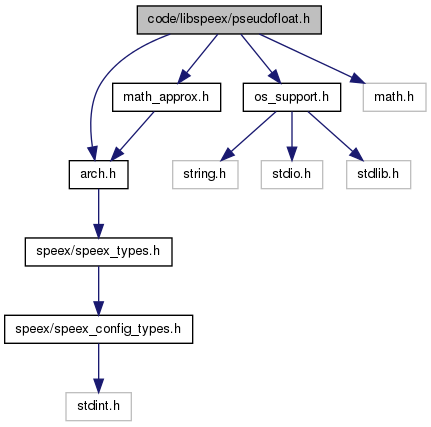 code/libspeex/pseudofloat.h
math_approx.h
os_support.h
math.h
arch.h
string.h
stdio.h
stdlib.h
speex/speex_types.h
speex/speex_config_types.h
stdint.h